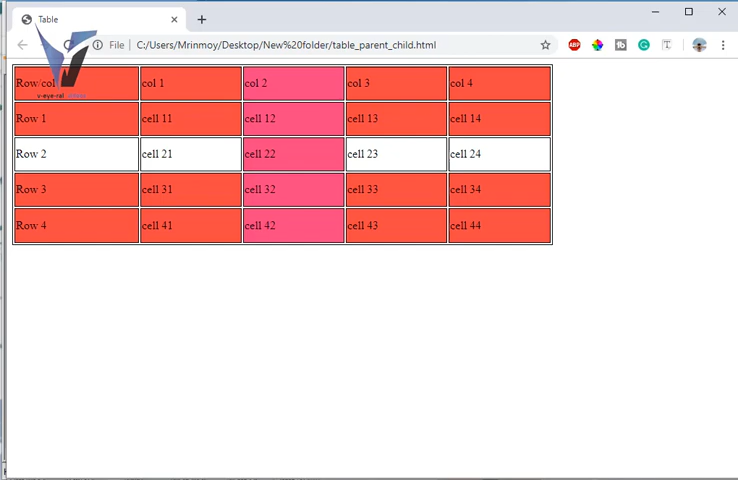 Table
File C:/Users/Mrinmoy/Desktop/New%20folder/table_parent_child.html
ABP
Row/col col 1 col 2 col 3 col 4
v-eye-ral
Row 1 cell 11 cell 12 cell 13 cell 14
Row 2 cell 21 cell 22 cell 23 cell 24
Row 3 cell 31 cell 32 cell 33 cell 34
Row 4 cell 41 cell 42 cell 43 cell 44